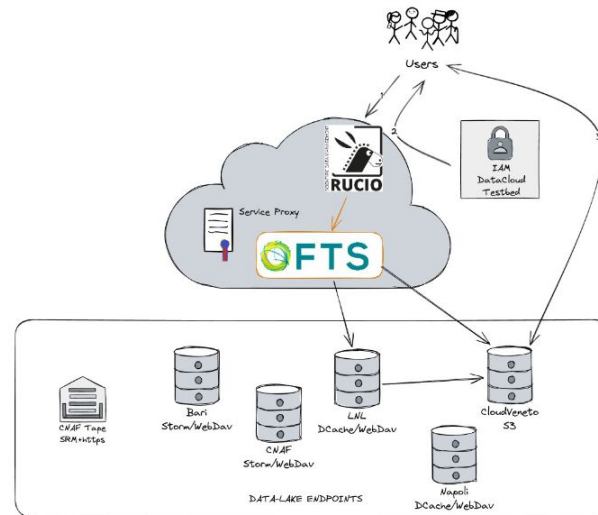 Users
1
2
3
RUCIO
IAM
DataCloud
Testbed
Service Proxy
FTS
CNAF Tape
SRM+https
Bari
Storm/WebDav
CNAF
Storm/WebDav
LNL
DCache/WebDav
CloudVeneto
S3
Napoli
DCache/WebDav
DATA-LAKE ENDPOINTS